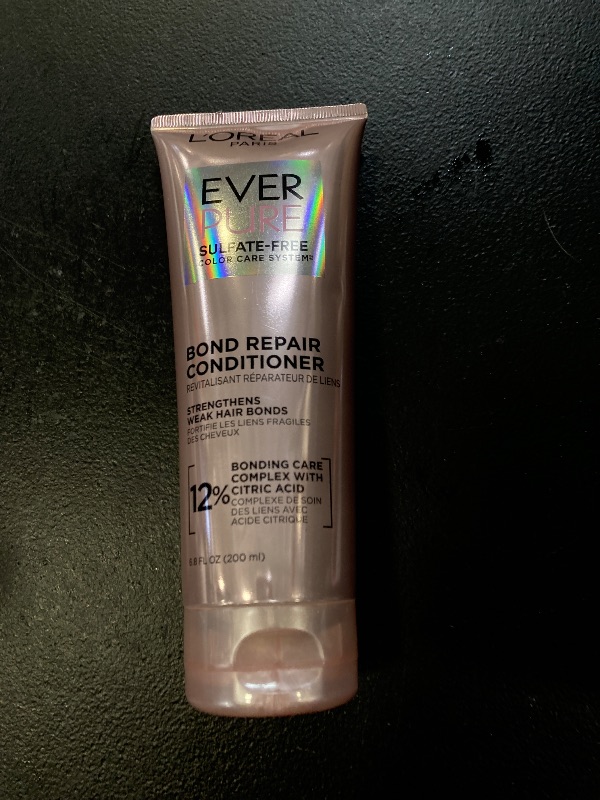 L'ORÉAL
PARIS
EVER
PURE
SULFATE-FREE
COLOR CARE SYSTEM
BOND REPAIR
CONDITIONER
REVITALISANT RÉPARATEUR DE LIENS
STRENGTHENS
WEAK HAIR BONDS
FORTIFIE LES LIENS FRAGILES
DES CHEVEUX
12%
BONDING CARE
COMPLEX WITH
CITRIC ACID
COMPLEXE DE SOIN
DES LIENS AVEC
ACIDE CITRIQUE
6.8 FL OZ (200 ml)